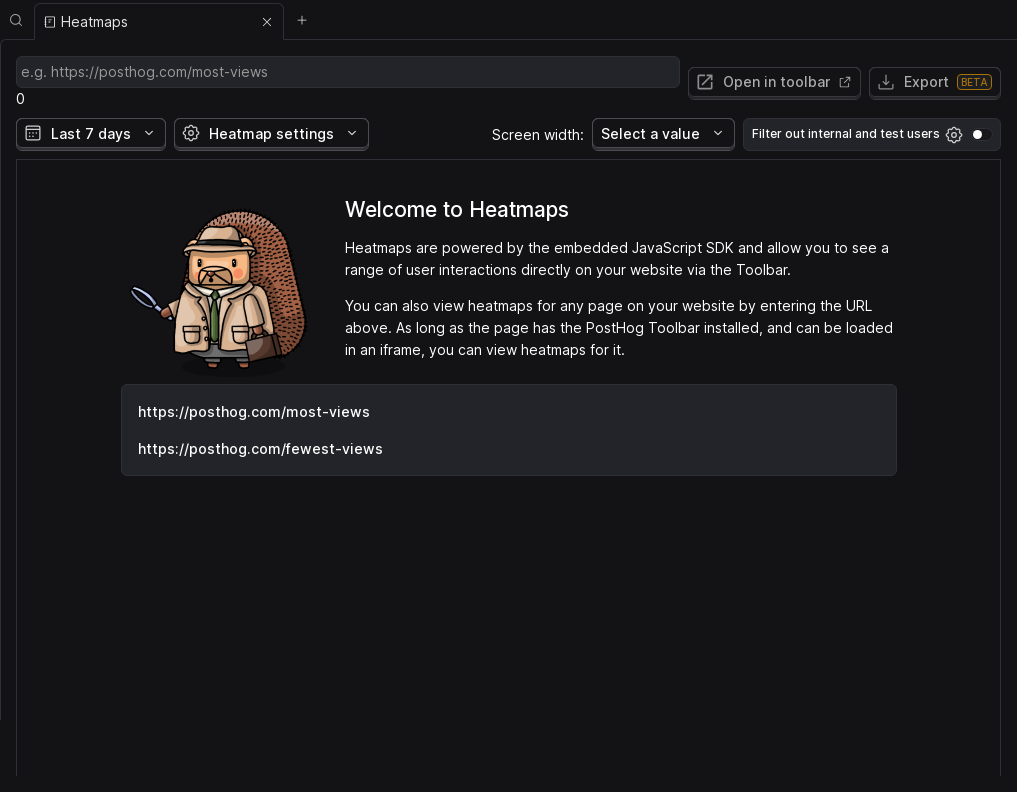 Heatmaps
e.g. https://posthog.com/most-views
Open in toolbar
Export BETA
0
Last 7 days
Heatmap settings
Screen width:
Select a value
Filter out internal and test users
Welcome to Heatmaps
Heatmaps are powered by the embedded JavaScript SDK and allow you to see a
range of user interactions directly on your website via the Toolbar.
You can also view heatmaps for any page on your website by entering the URL
above. As long as the page has the PostHog Toolbar installed, and can be loaded
in an iframe, you can view heatmaps for it.
https://posthog.com/most-views
https://posthog.com/fewest-views